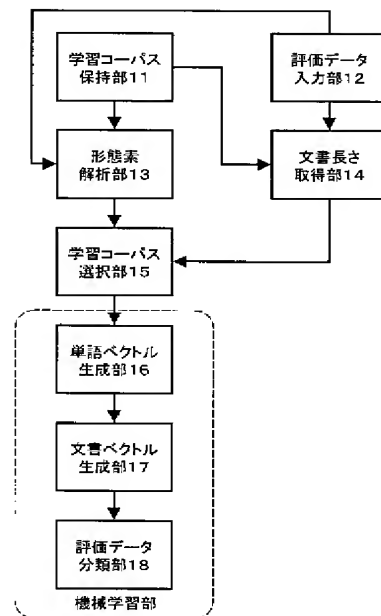 学習コーパス
保持部11
評価データ
入力部12
形態素
解析部13
文書長さ
取得部14
学習コーパス
選択部15
単語ベクトル
生成部16
文書ベクトル
生成部17
評価データ
分類部18
機械学習部